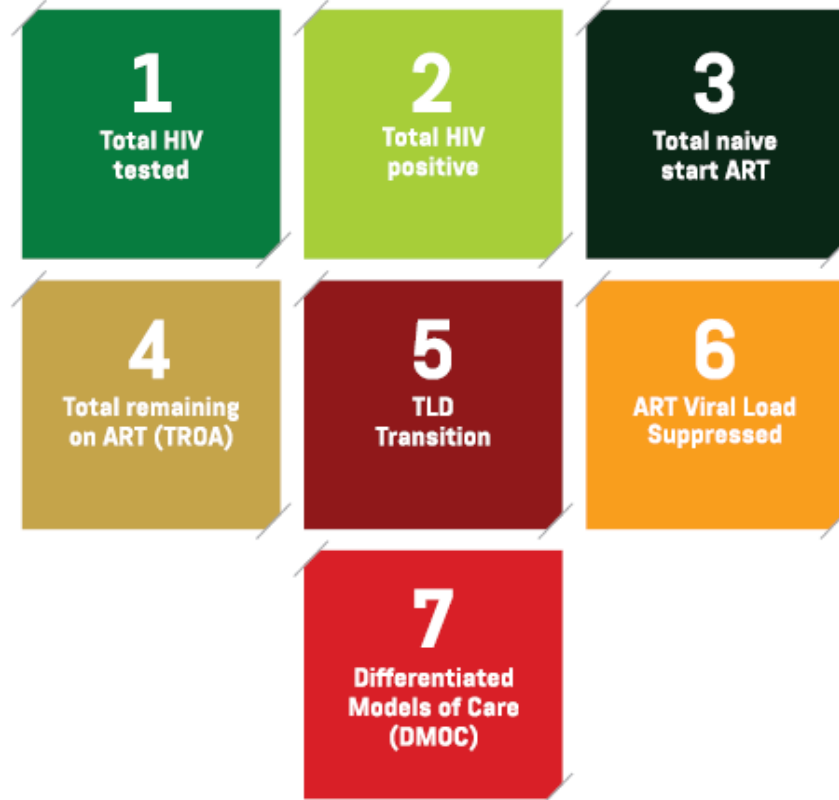 1
Total HIV
tested
2
Total HIV
positive
3
Total naive
start ART
4
Total remaining
on ART (TROA)
5
TLD
Transition
6
ART Viral Load
Suppressed
7
Differentiated
Models of Care
(DMOC)